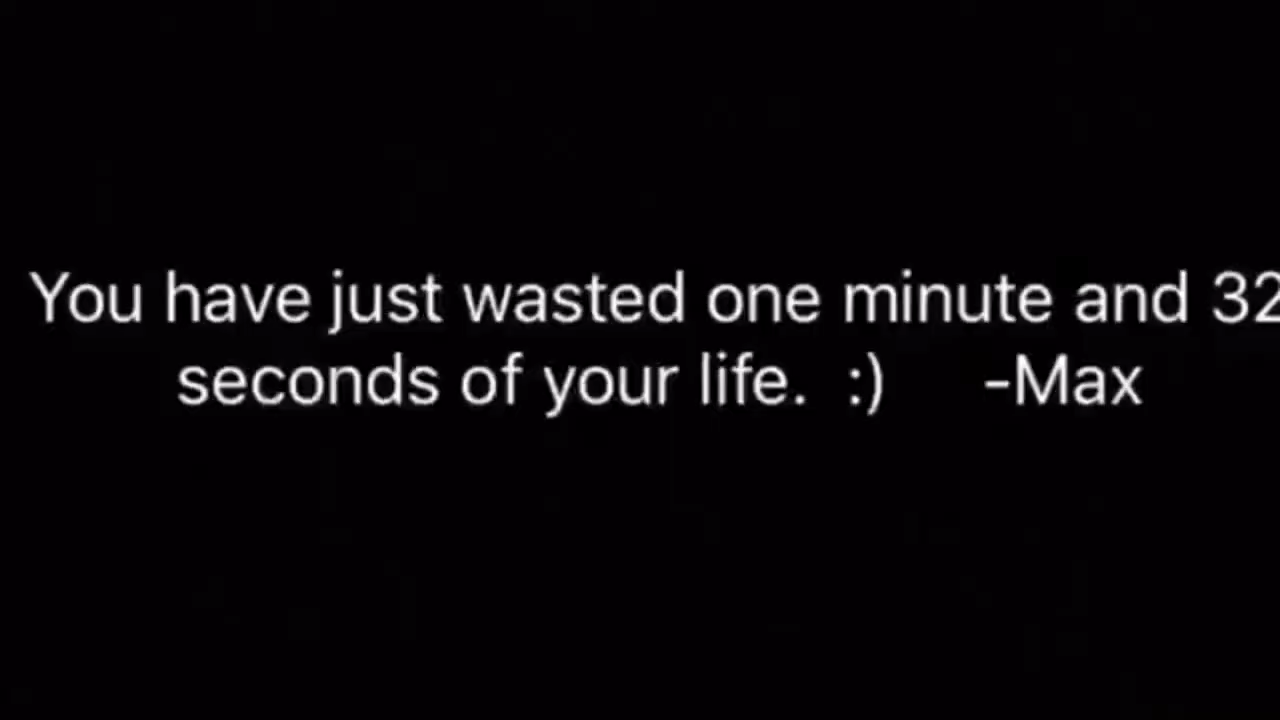 You have just wasted one minute and 32
seconds of your life. :) -Max